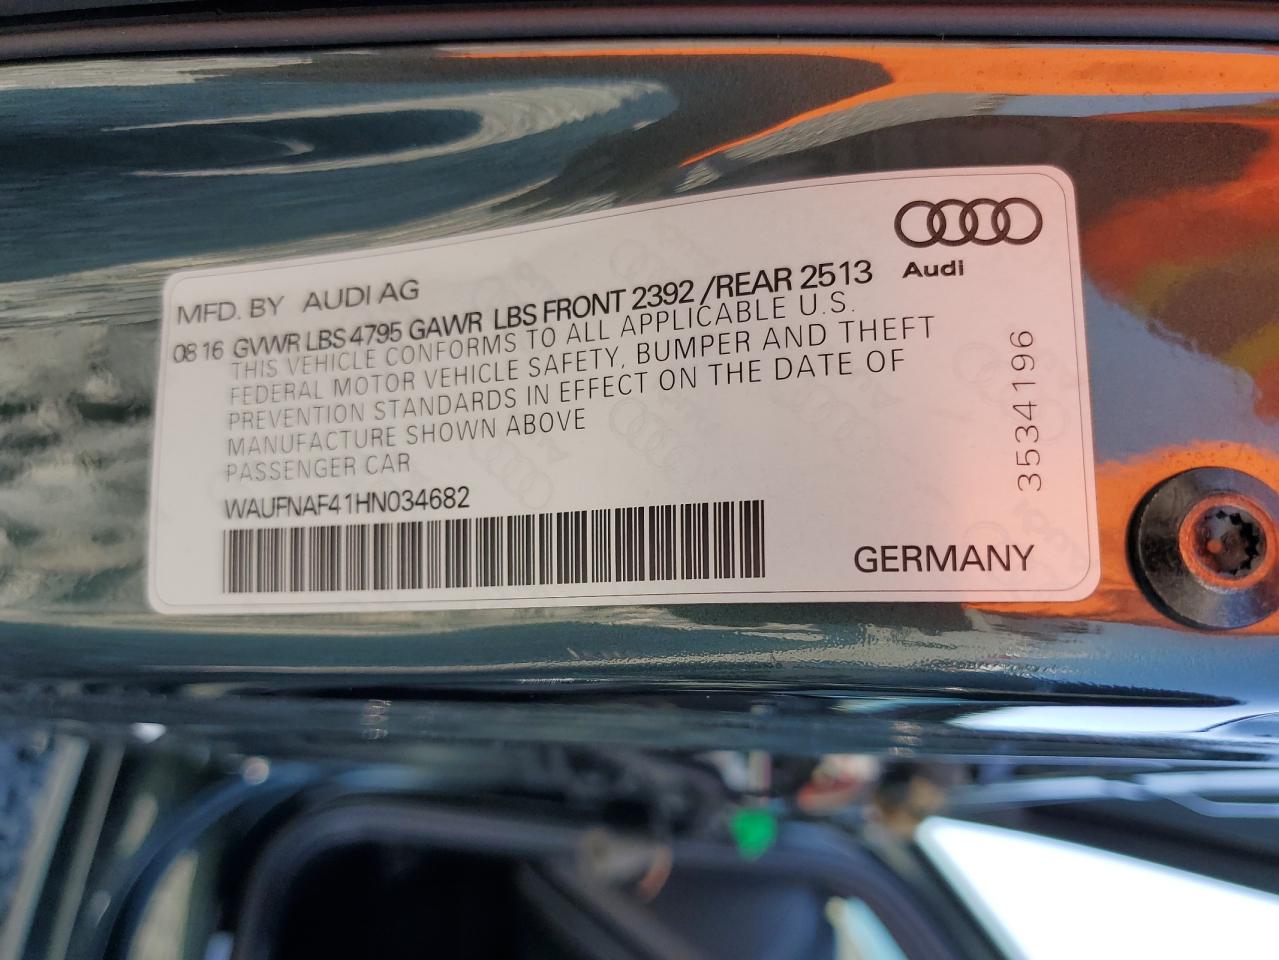 Audi
MFD. BY AUDI AG
08 16 GVWR LBS 4795 GAWR LBS FRONT 2392 /REAR 2513
THIS VEHICLE CONFORMS TO ALL APPLICABLE U.S.
FEDERAL MOTOR VEHICLE SAFETY, BUMPER AND THEFT
PREVENTION STANDARDS IN EFFECT ON THE DATE OF
MANUFACTURE SHOWN ABOVE
PASSENGER CAR
WAUFNAF41HN034682
GERMANY
3534196